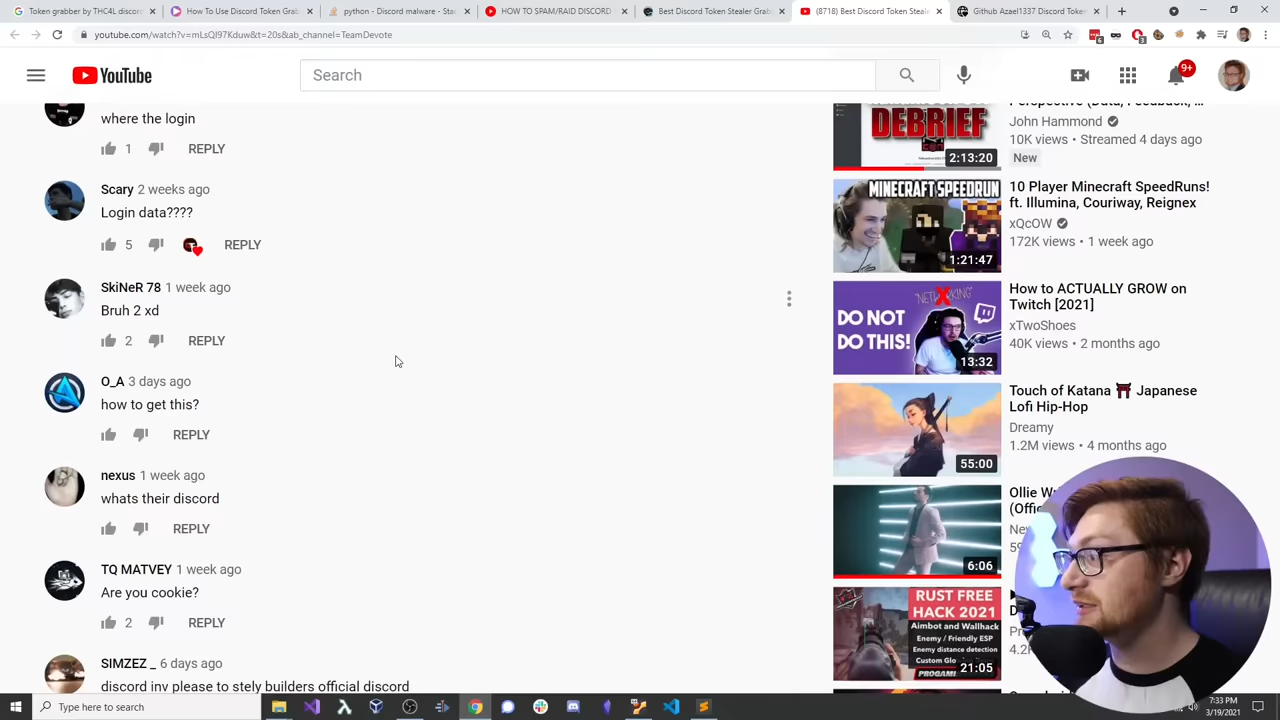 Token grabber by THC4L discorc
How To Use Discord Token Grab
python - Discord malware - Stac
HOW TO SPAM/RAID DISCORD
Best Discord Token Stealer Grab
(8718) Best Discord Token Steal
Github Azael1337 Discord Token
youtube.com/watch?v=mLsQI97Kduw&t=20s&ab_channel=TeamDevote
6
3
YouTube
Search
9+
where the login
1
REPLY
Scary 2 weeks ago
Login data????
5
REPLY
SkiNeR 78 1 week ago
Bruh 2 xd
2
REPLY
O_A 3 days ago
how to get this?
REPLY
nexus 1 week ago
whats their discord
REPLY
TQ MATVEY 1 week ago
Are you cookie?
2
REPLY
SIMZEZ _ 6 days ago
discord inv please to stely builders official discord
DEBRIEF
2:13:20
Perspective (Data, Feedback, ...
John Hammond
10K views • Streamed 4 days ago
New
MINECRAFT SPEEDRUN
1:21:47
10 Player Minecraft SpeedRuns!
ft. Illumina, Couriway, Reignex
xQcOW
172K views • 1 week ago
DO NOT
DO THIS!
13:32
How to ACTUALLY GROW on
Twitch [2021]
xTwoShoes
40K views • 2 months ago
55:00
Touch of Katana ⛩ Japanese
Lofi Hip-Hop
Dreamy
1.2M views • 4 months ago
6:06
Ollie
(Offi
RUST FREE
HACK 2021
Aimbot and Wallhack
Enemy / Friendly ESP
Enemy distance detection
Custom
PROGAMI
21:05
4.2
Type here to search
7:33 PM
3/19/2021